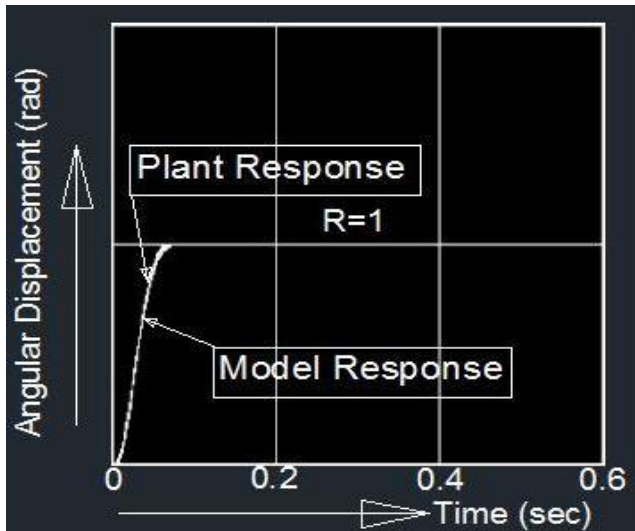 Angular Displacement (rad)
Plant Response
R=1
Model Response
0
0.2
0.4
0.6
Time (sec)